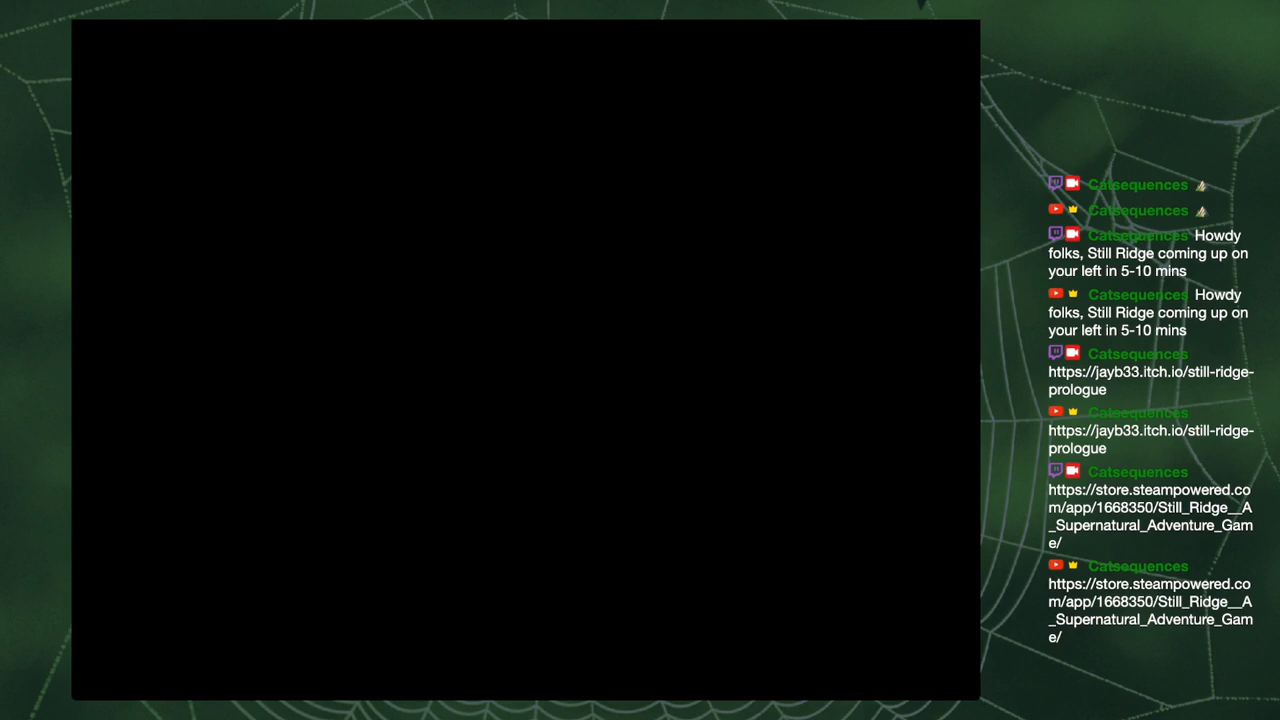 Catsequences
Catsequences
Catsequences Howdy
folks, Still Ridge coming up on
your left in 5-10 mins
Catsequences Howdy
folks, Still Ridge coming up on
your left in 5-10 mins
Catsequences
https://jayb33.itch.io/still-ridge-
prologue
Catsequences
https://jayb33.itch.io/still-ridge-
prologue
Catsequences
https://store.steampowered.co
m/app/1668350/Still_Ridge__A
_Supernatural_Adventure_Gam
e/
Catsequences
https://store.steampowered.co
m/app/1668350/Still_Ridge__A
_Supernatural_Adventure_Gam
e/